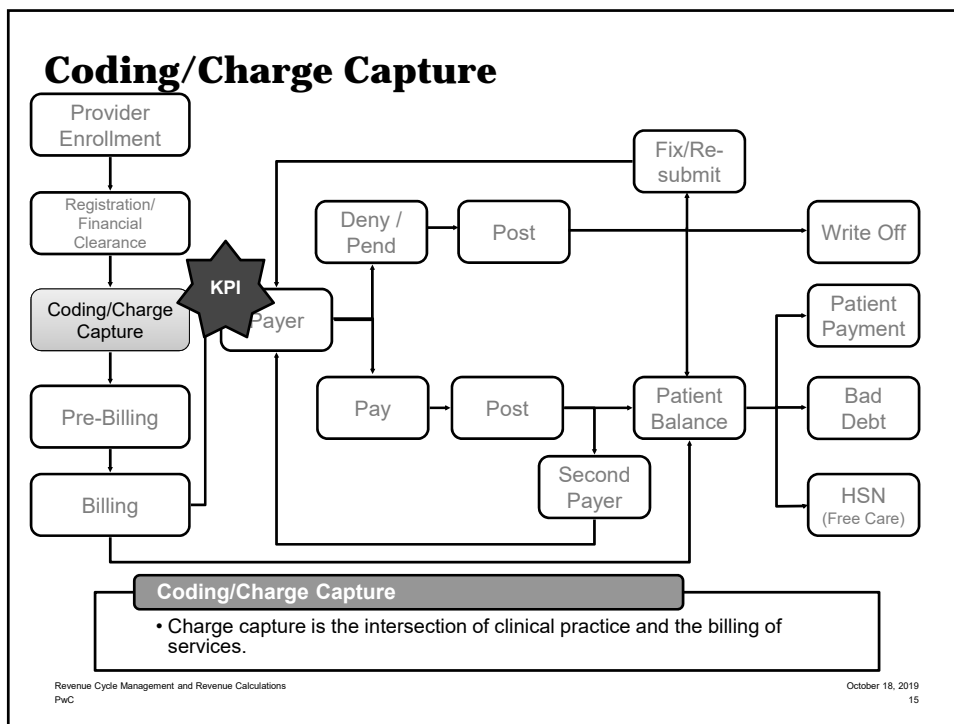 Coding/Charge Capture
Provider
Enrollment
Registration/
Financial
Clearance
Coding/Charge
Capture
Pre-Billing
Billing
KPI
Payer
Deny /
Pend
Post
Fix/Re-
submit
Write Off
Pay
Post
Second
Payer
Patient
Balance
Patient
Payment
Bad
Debt
HSN
(Free Care)
Coding/Charge Capture
• Charge capture is the intersection of clinical practice and the billing of
services.
Revenue Cycle Management and Revenue Calculations
PwC
October 18, 2019
15